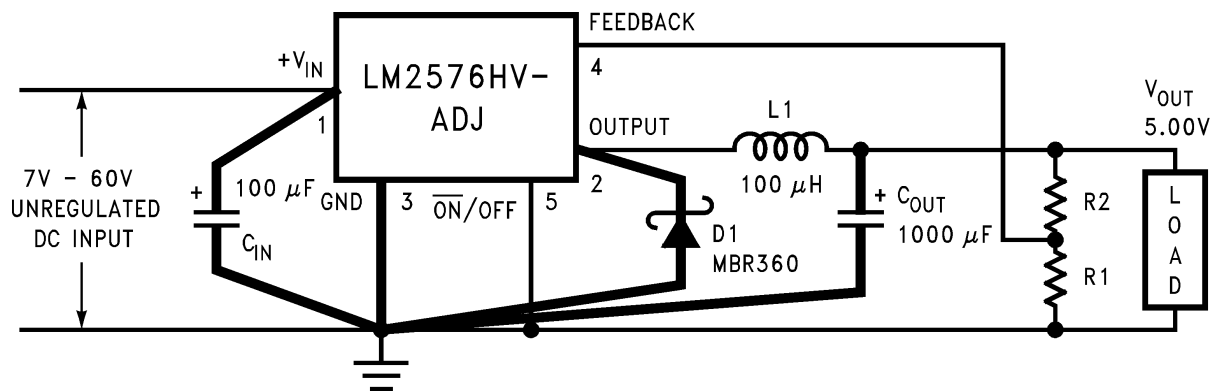 FEEDBACK
+VIN
LM2576HV-
ADJ
4
1
OUTPUT
L1
VOUT
5.00V
7V - 60V
UNREGULATED
DC INPUT
+
100 μF
CIN
GND
3
ON/OFF
5
2
100 μH
D1
MBR360
+
COUT
1000 μF
R2
R1
LOAD